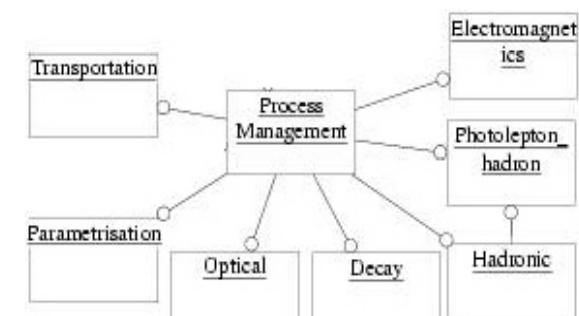 Electromagnet
ics
Transportation
Process
Management
Photolepton_
hadron
Parametrisation
Optical
Decay
Hadronic